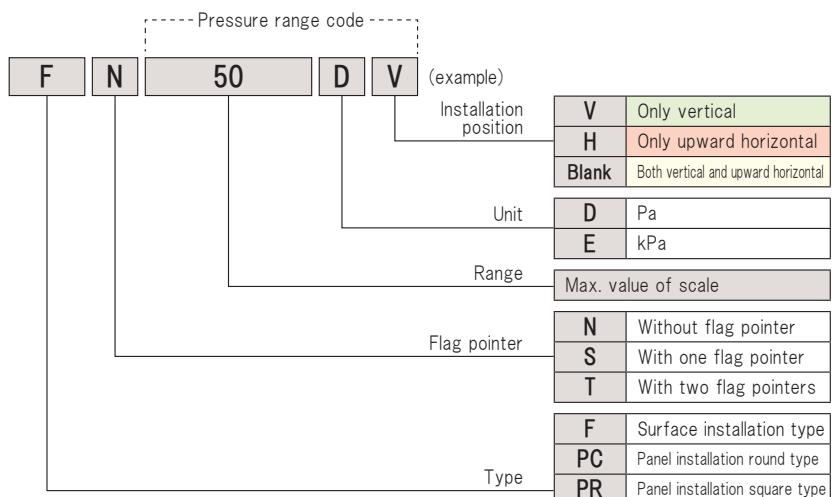 Pressure range code
F N 50 D V (example)
Installation
position
V Only vertical
H Only upward horizontal
Blank Both vertical and upward horizontal
Unit
D Pa
E kPa
Range
Max. value of scale
Flag pointer
N Without flag pointer
S With one flag pointer
T With two flag pointers
Type
F Surface installation type
PC Panel installation round type
PR Panel installation square type